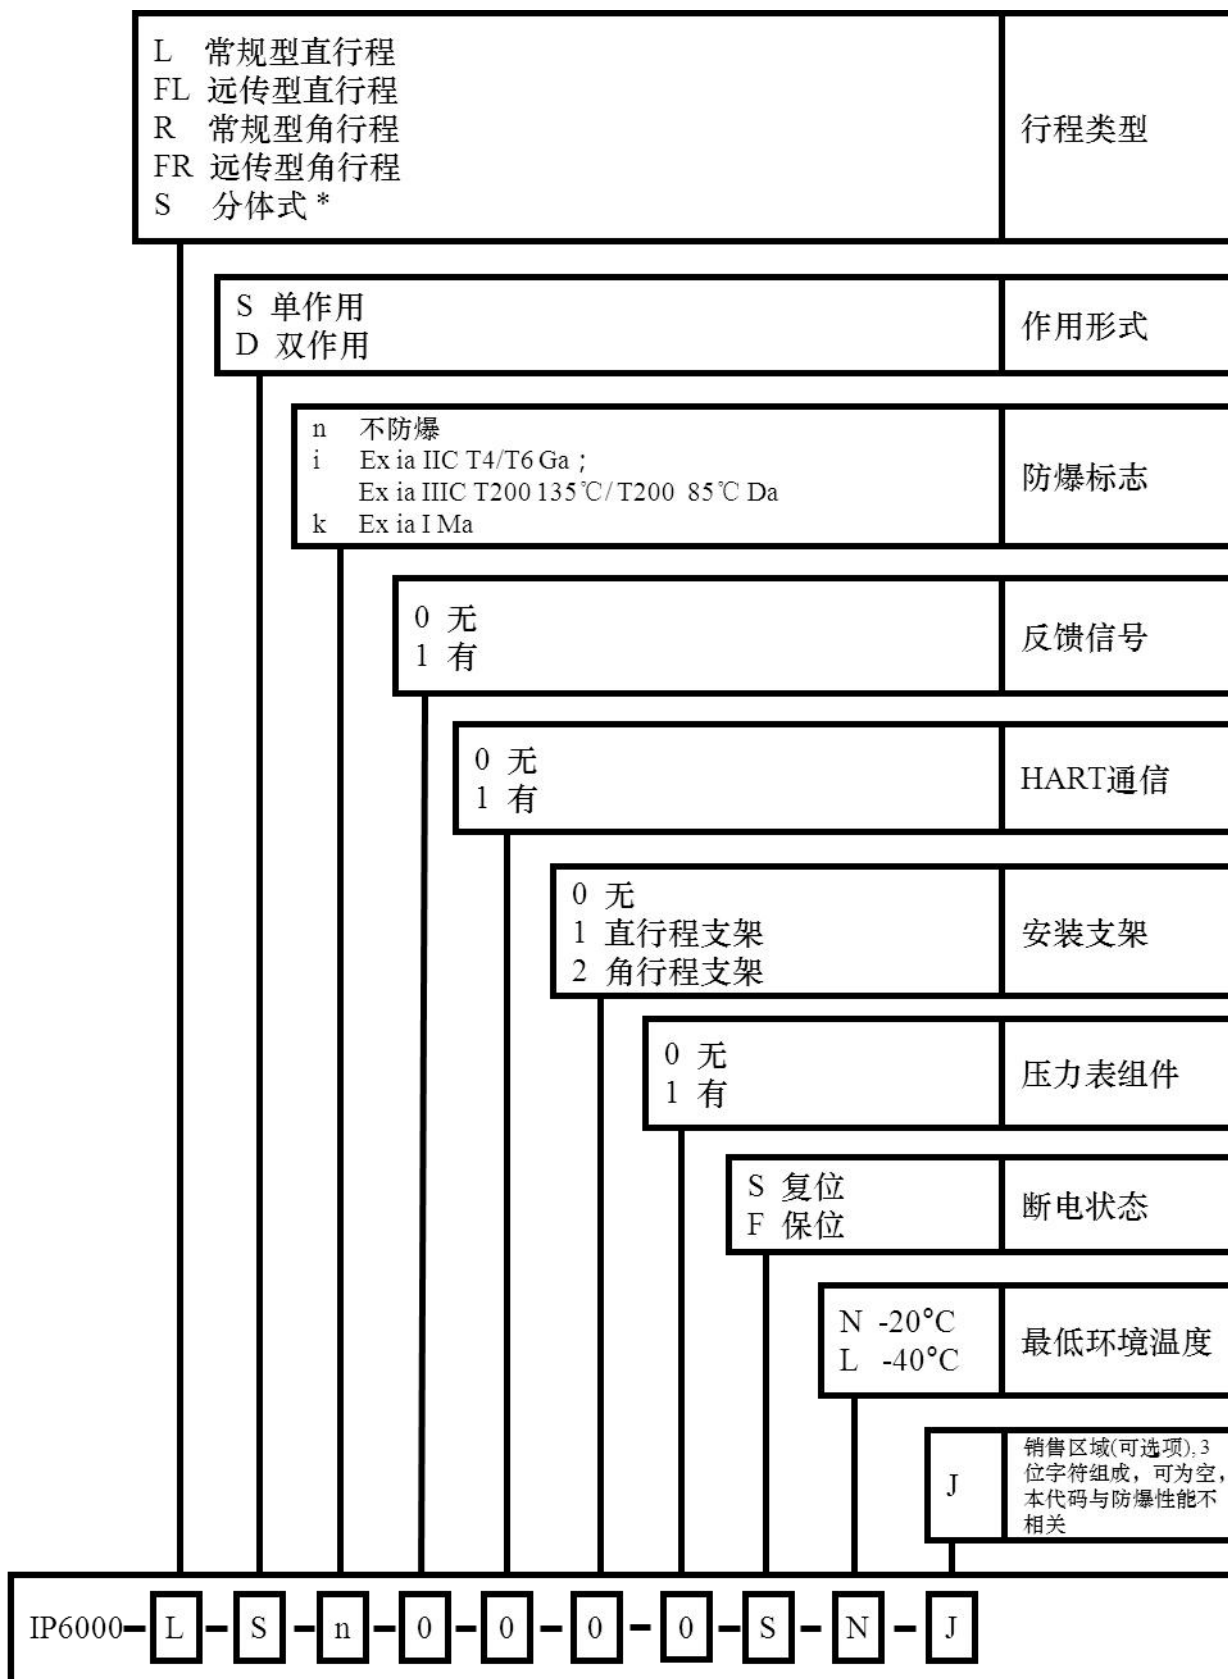 L 常规型直行程
FL 远传型直行程
R 常规型角行程
FR 远传型角行程
S 分体式*
行程类型
S 单作用
D 双作用
作用形式
n 不防爆
i Ex ia IIC T4/T6 Ga；
Ex ia IIIC T200 135℃/T200 85℃ Da
k Ex ia I Ma
防爆标志
0 无
1 有
反馈信号
0 无
1 有
HART通信
0 无
1 直行程支架
2 角行程支架
安装支架
0 无
1 有
压力表组件
S 复位
F 保位
断电状态
N -20°C
L -40°C
最低环境温度
J
销售区域(可选项),3
位字符组成，可为空，
本代码与防爆性能不
相关
IP6000-L-S-n-0-0-0-0-S-N-J